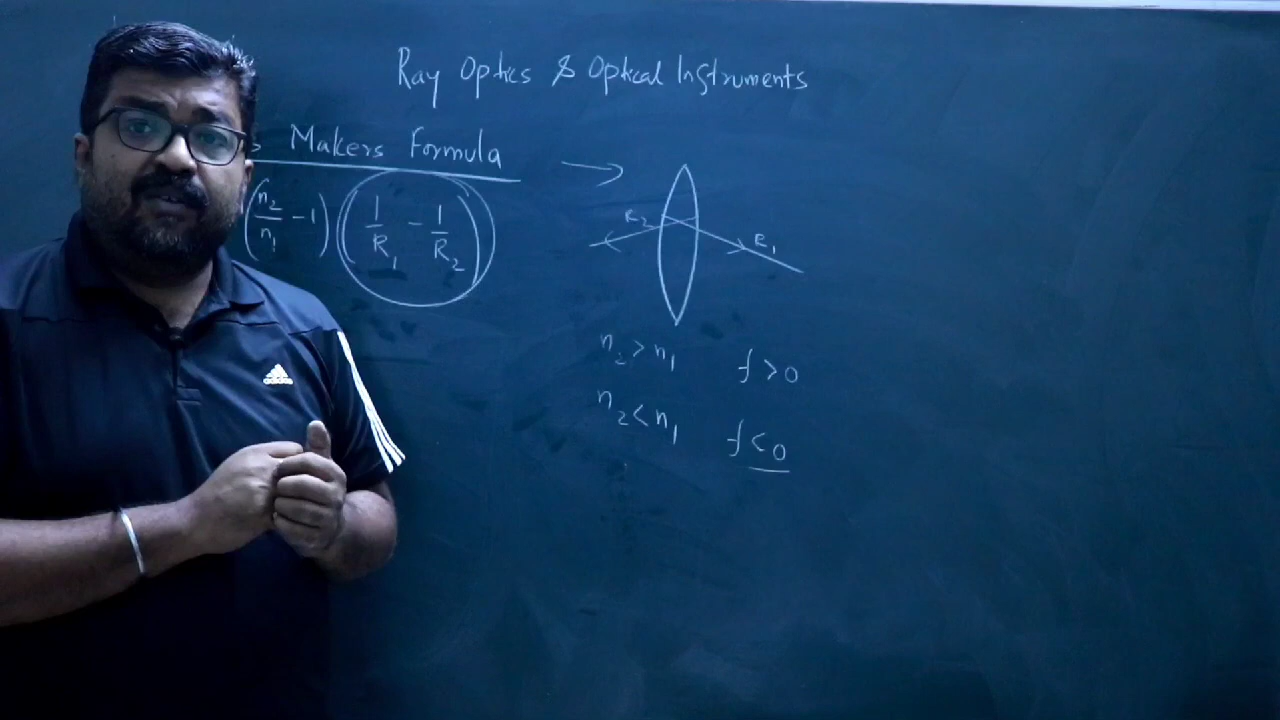 Ray Optics & Optical Instruments
s Makers Formula
(n₂/n₁ - 1) (1/R₁ - 1/R₂)
R₂
R₁
n₂ > n₁ f > 0
n₂ < n₁ f < 0
adidas